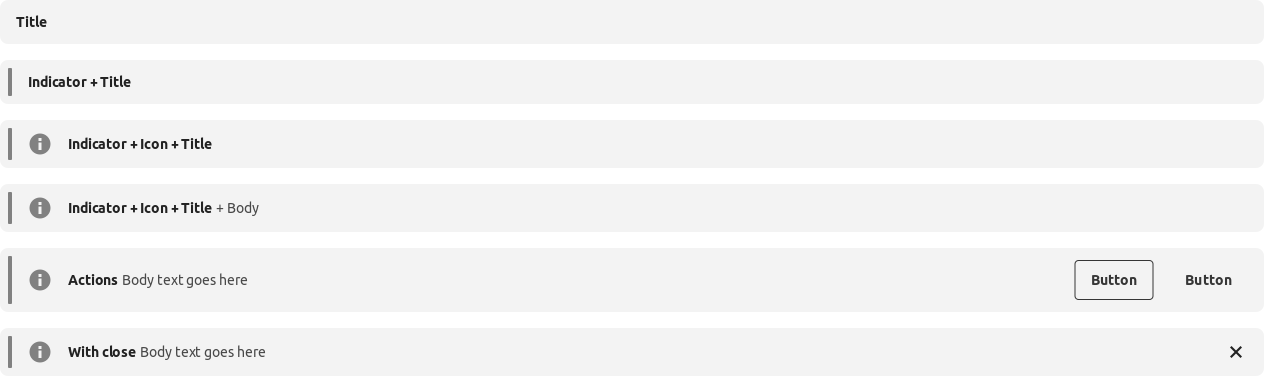 Title
Indicator + Title
Indicator + Icon + Title
Indicator + Icon + Title + Body
Actions Body text goes here Button Button
With close Body text goes here